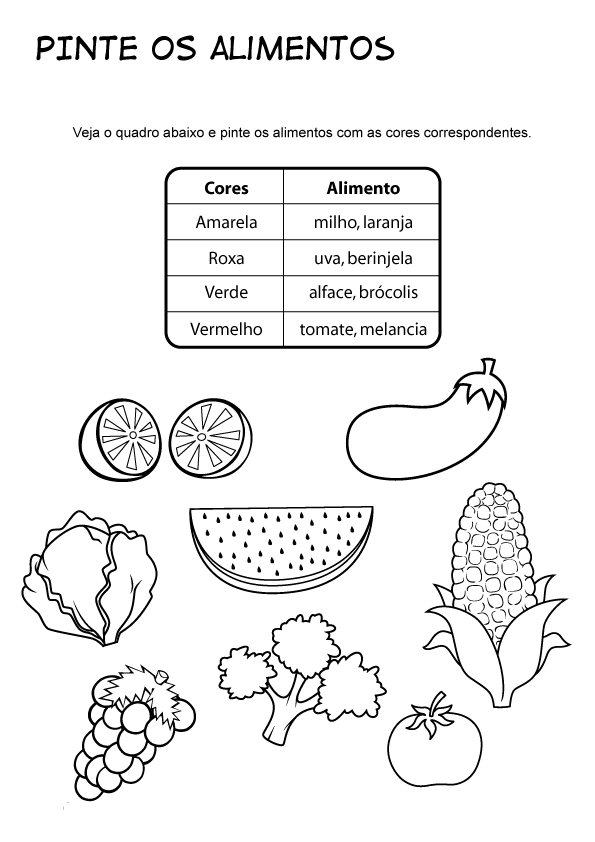 PINTE OS ALIMENTOS
Veja o quadro abaixo e pinte os alimentos com as cores correspondentes.
Cores Alimento
Amarela milho, laranja
Roxa uva, berinjela
Verde alface, brócolis
Vermelho tomate, melancia